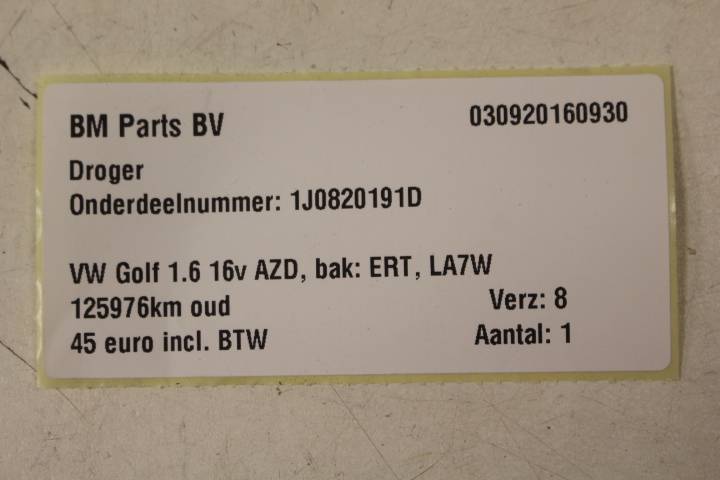 BM Parts BV 030920160930
Droger
Onderdeelnummer: 1J0820191D
VW Golf 1.6 16v AZD, bak: ERT, LA7W
125976km oud Verz: 8
45 euro incl. BTW Aantal: 1